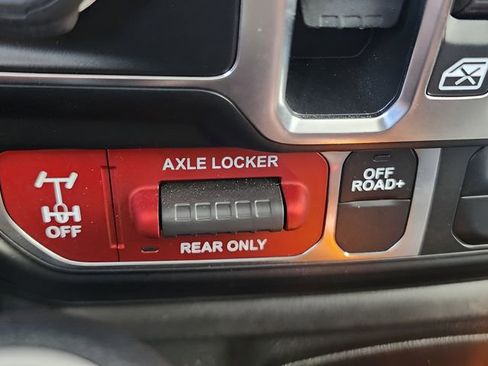 AXLE LOCKER
OFF
REAR ONLY
OFF
ROAD+